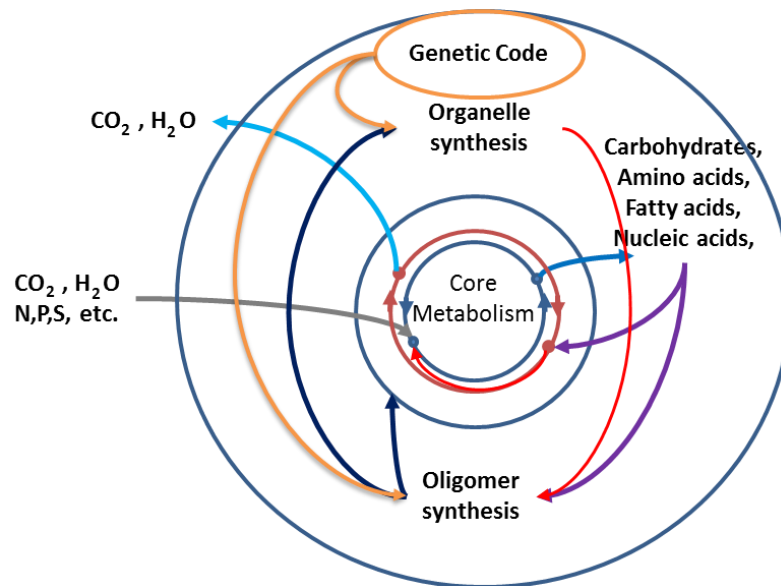 Genetic Code
CO₂ , H₂O
Organelle
synthesis
Carbohydrates,
Amino acids,
Fatty acids,
Nucleic acids,
CO₂ , H₂O
N,P,S, etc.
Core
Metabolism
Oligomer
synthesis